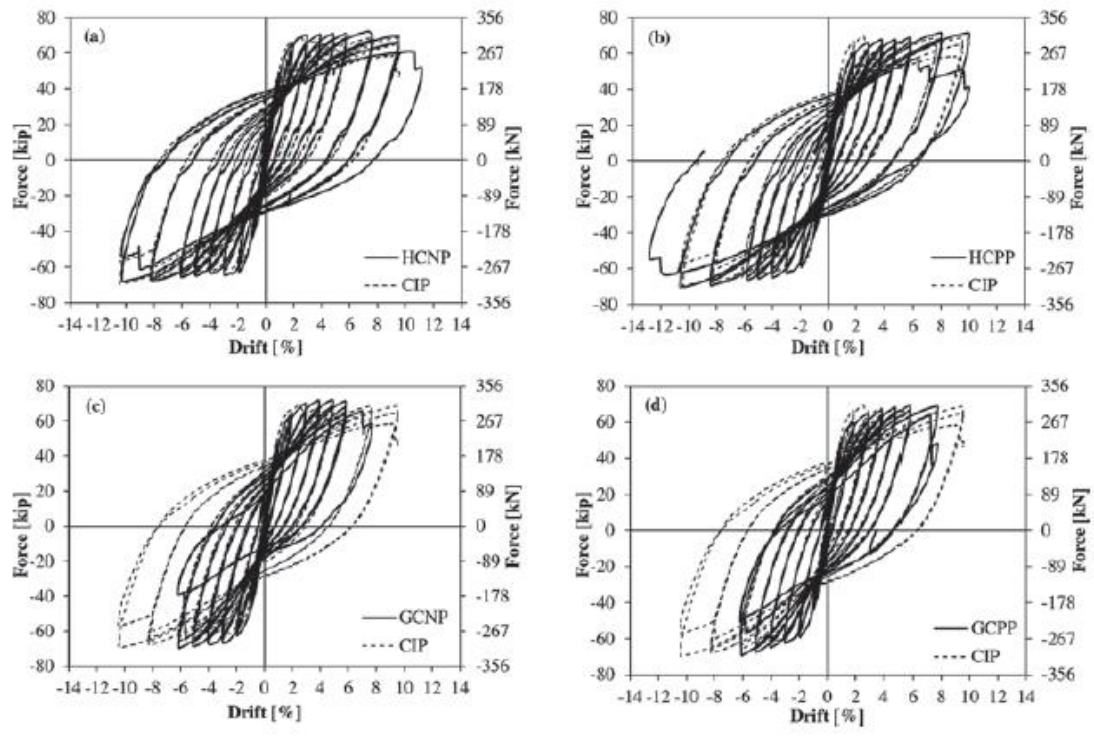 (a)
Force [kip]
80
60
40
20
0
-20
-40
-60
-80
356
267
178
89
0
-89
-178
-267
-356
Force [kN]
HCNP
CIP
-14 -12 -10 -8 -6 -4 -2 0 2 4 6 8 10 12 14
Drift [%]
(b)
Force [kip]
80
60
40
20
0
-20
-40
-60
-80
356
267
178
89
0
-89
-178
-267
-356
Force [kN]
HCPP
CIP
-14 -12 -10 -8 -6 -4 -2 0 2 4 6 8 10 12 14
Drift [%]
(c)
Force [kip]
80
60
40
20
0
-20
-40
-60
-80
356
267
178
89
0
-89
-178
-267
-356
Force [kN]
GCNP
CIP
-14 -12 -10 -8 -6 -4 -2 0 2 4 6 8 10 12 14
Drift [%]
(d)
Force [kip]
80
60
40
20
0
-20
-40
-60
-80
356
267
178
89
0
-89
-178
-267
-356
Force [kN]
GCPP
CIP
-14 -12 -10 -8 -6 -4 -2 0 2 4 6 8 10 12 14
Drift [%]